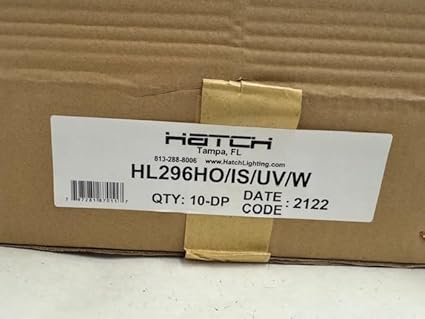 HATCH
Tampa, FL
813-288-8006 www.HatchLighting.com
HL296HO/IS/UV/W
QTY: 10-DP DATE CODE : 2122